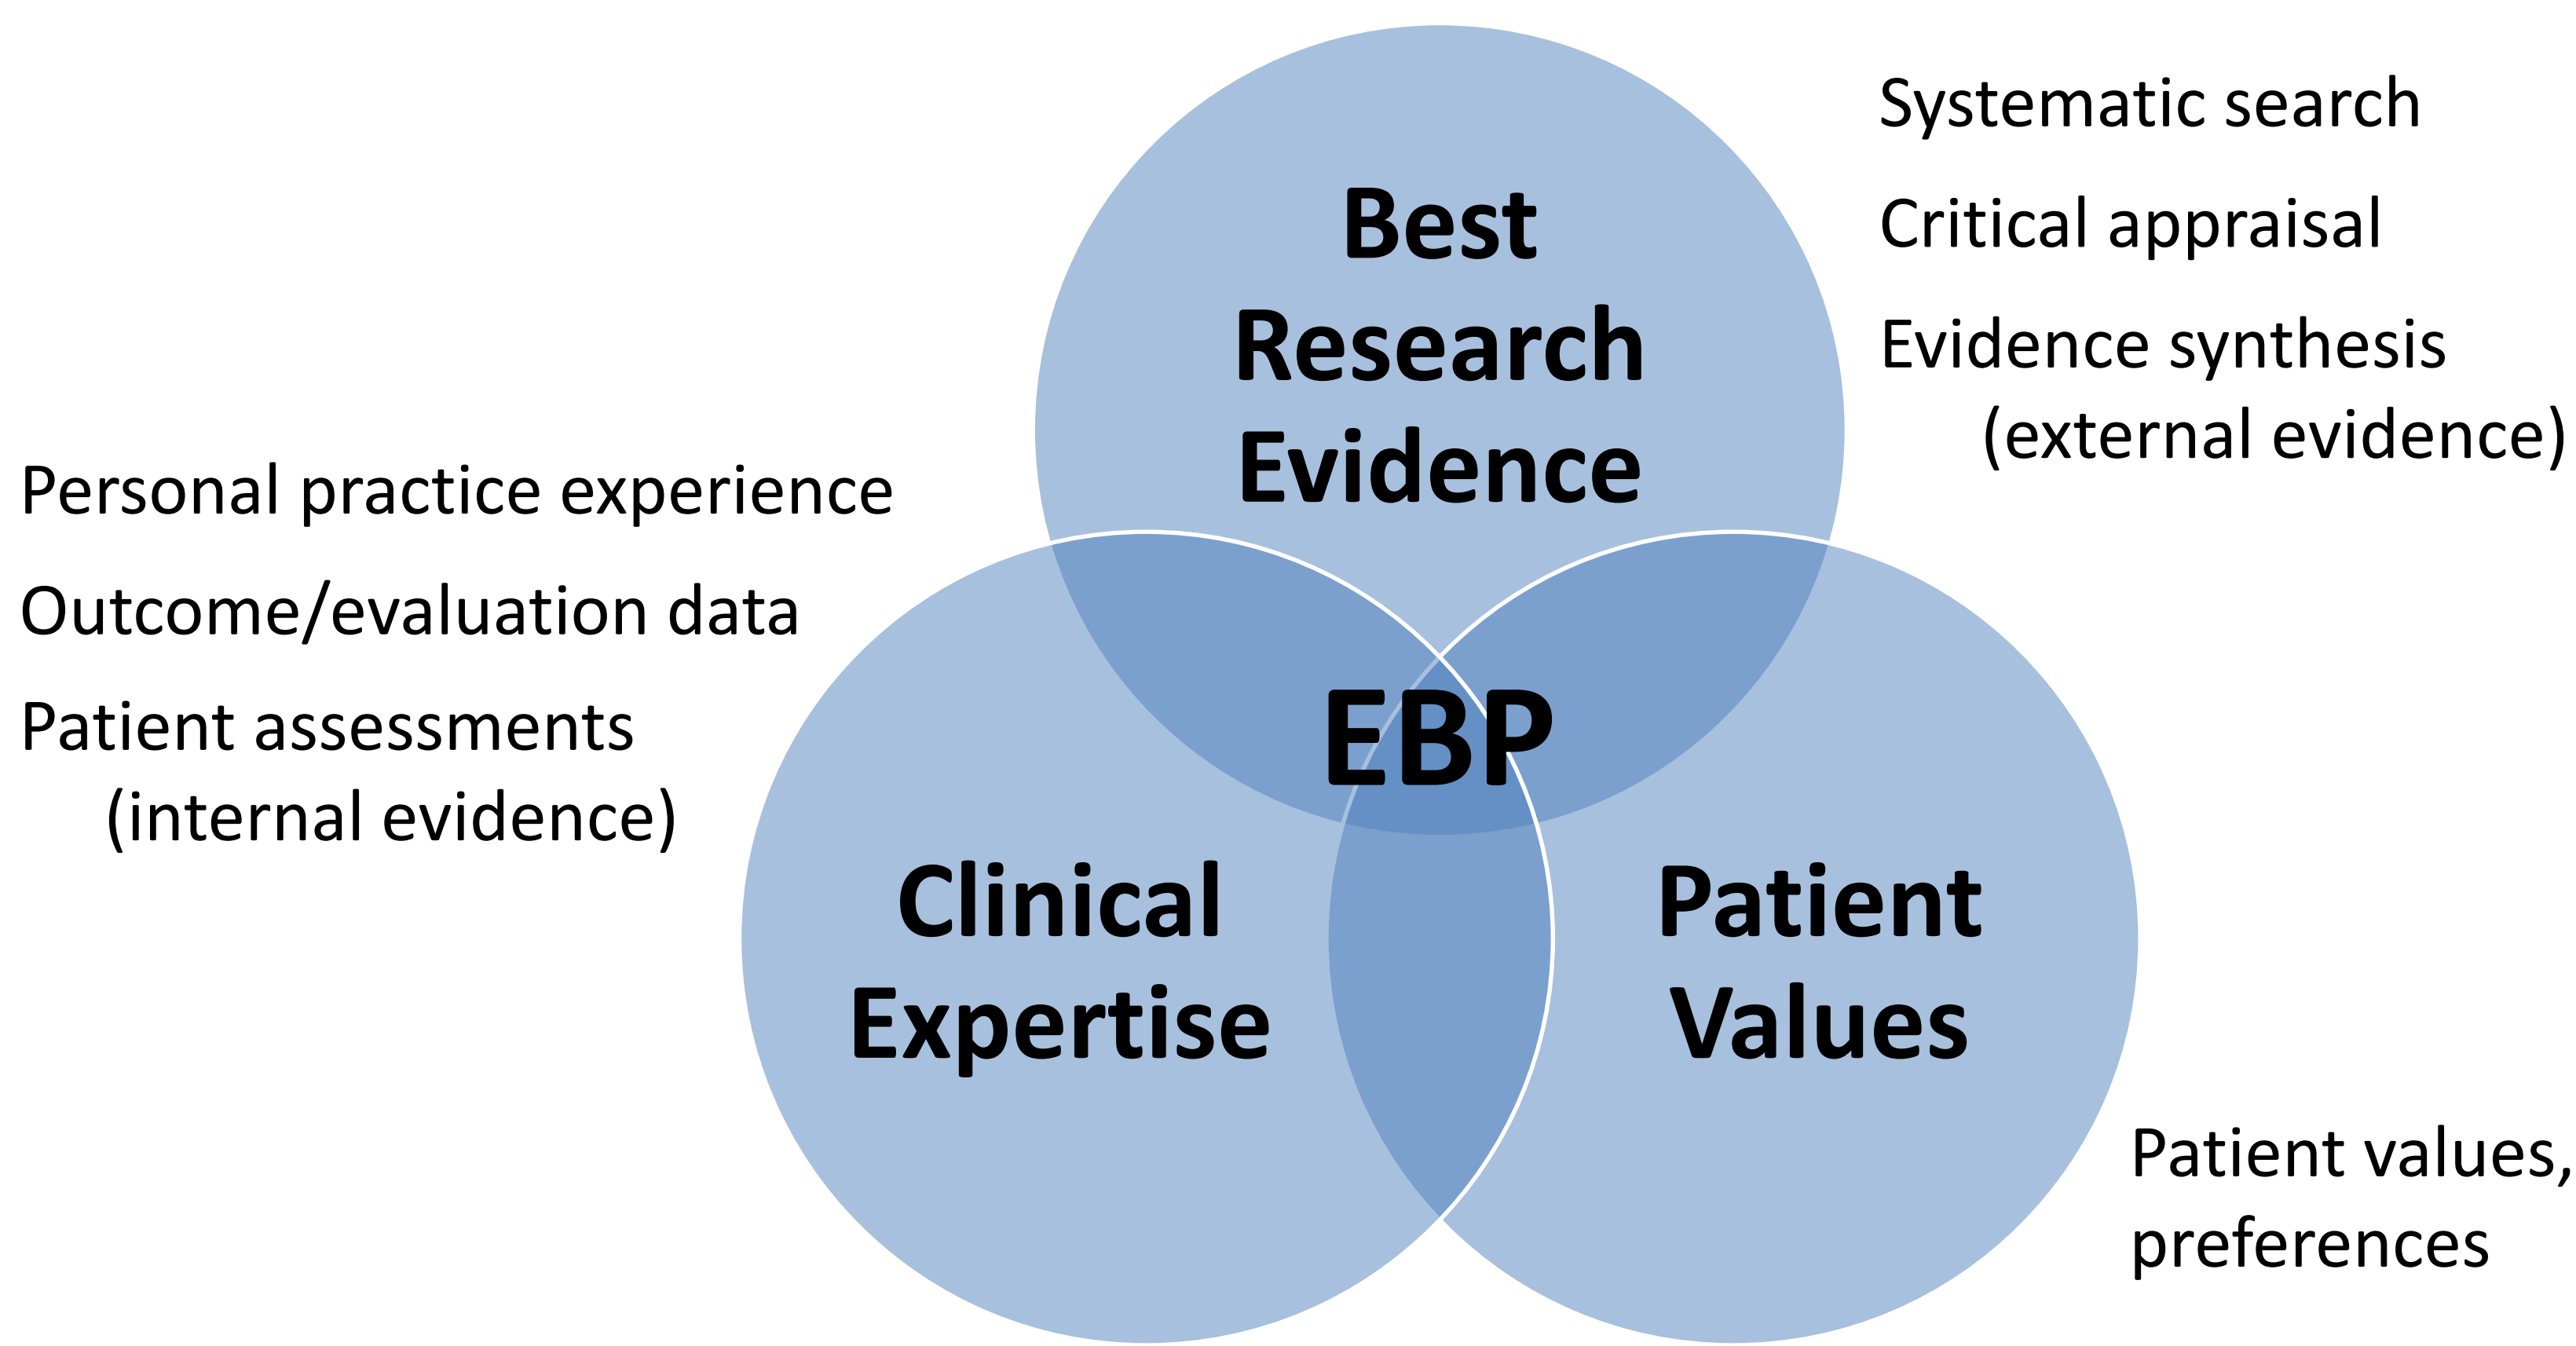 Best
Research
Evidence
Systematic search
Critical appraisal
Evidence synthesis
(external evidence)
Personal practice experience
Outcome/evaluation data
Patient assessments
(internal evidence)
EBP
Clinical
Expertise
Patient
Values
Patient values,
preferences